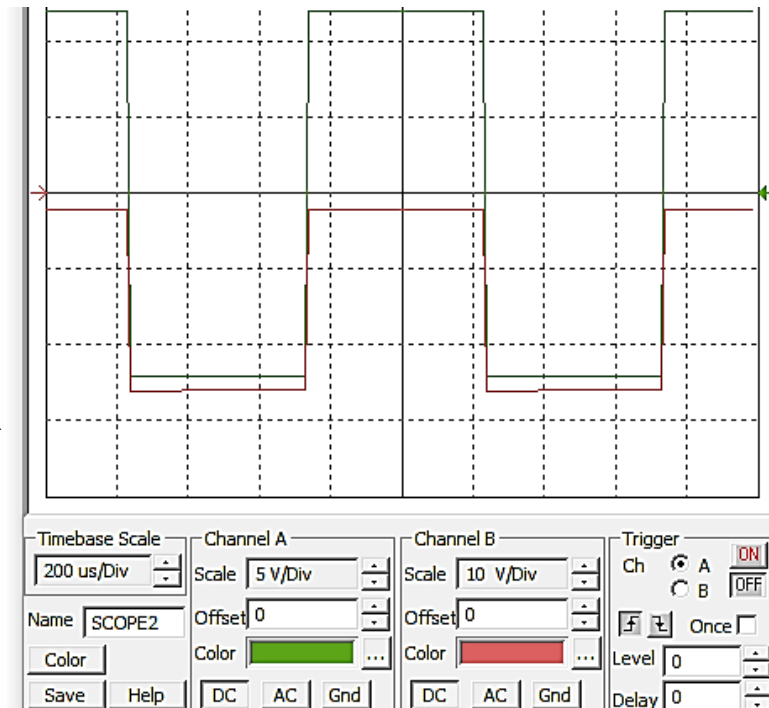 Timebase Scale
200 us/Div
Name SCOPE2
Color
Save Help
Channel A
Scale 5 V/Div
Offset 0
Color ...
DC AC Gnd
Channel B
Scale 10 V/Div
Offset 0
Color ...
DC AC Gnd
Trigger
Ch A ON
B OFF
Once
Level 0
Delay 0